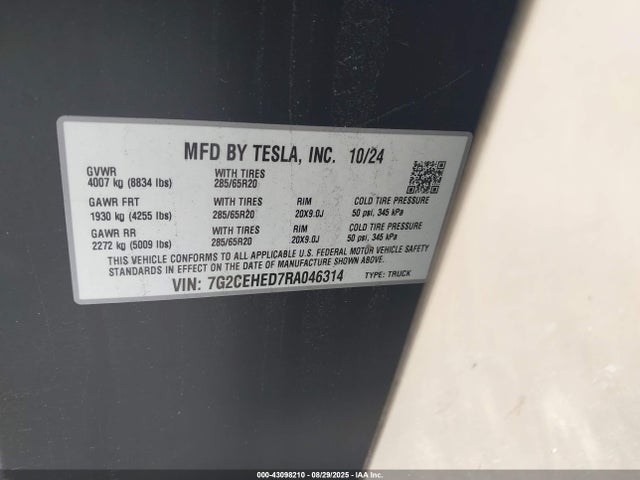 MFD BY TESLA, INC. 10/24
GVWR WITH TIRES
4007 kg (8834 lbs) 285/65R20
GAWR FRT WITH TIRES RIM COLD TIRE PRESSURE
1930 kg (4255 lbs) 285/65R20 20X9.0J 50 psi, 345 kPa
GAWR RR WITH TIRES RIM COLD TIRE PRESSURE
2272 kg (5009 lbs) 285/65R20 20X9.0J 50 psi, 345 kPa
THIS VEHICLE CONFORMS TO ALL APPLICABLE U.S. FEDERAL MOTOR VEHICLE SAFETY
STANDARDS IN EFFECT ON THE DATE OF MANUFACTURE SHOWN ABOVE.
VIN: 7G2CEHED7RA046314 TYPE: TRUCK
000-43098210 - 08/29/2025 - IAA Inc.